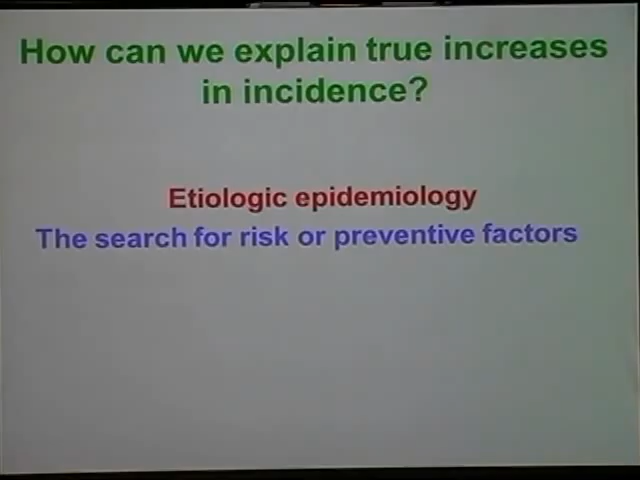 How can we explain true increases
in incidence?
Etiologic epidemiology
The search for risk or preventive factors